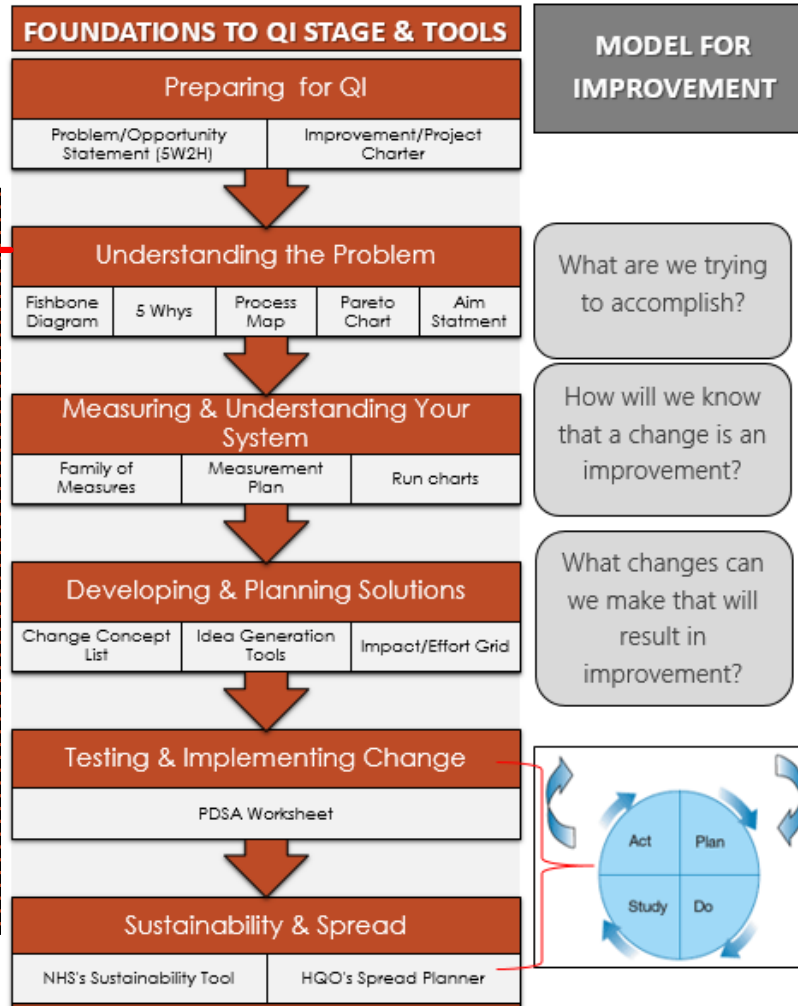 FOUNDATIONS TO QI STAGE & TOOLS
Preparing for QI
Problem/Opportunity
Statement (5W2H)
Improvement/Project
Charter
Understanding the Problem
Fishbone
Diagram
5 Whys
Process
Map
Pareto
Chart
Aim
Statment
Measuring & Understanding Your
System
Family of
Measures
Measurement
Plan
Run charts
Developing & Planning Solutions
Change Concept
List
Idea Generation
Tools
Impact/Effort Grid
Testing & Implementing Change
PDSA Worksheet
Sustainability & Spread
NHS's Sustainability Tool
HQO's Spread Planner
MODEL FOR
IMPROVEMENT
What are we trying
to accomplish?
How will we know
that a change is an
improvement?
What changes can
we make that will
result in
improvement?
Act
Plan
Study
Do